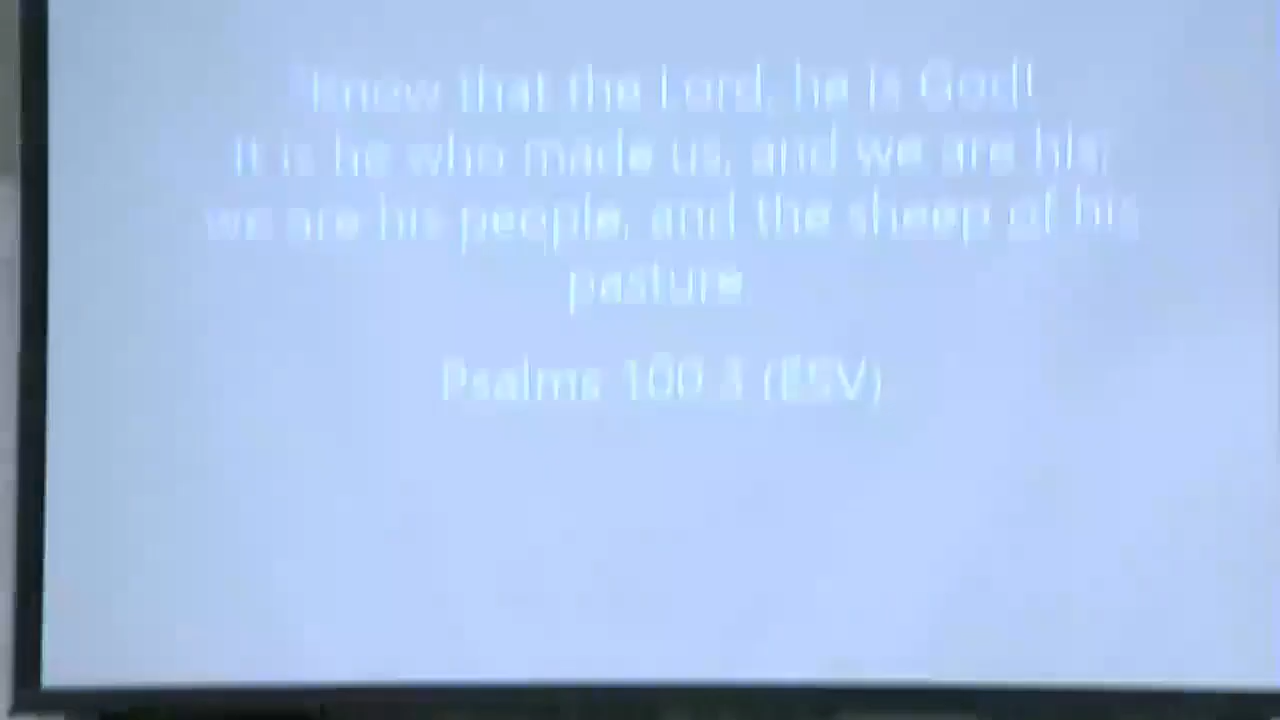 "Know that the Lord, he is God!
It is he who made us, and we are his;
we are his people, and the sheep of his
pasture.
Psalms 100:3 (ESV)